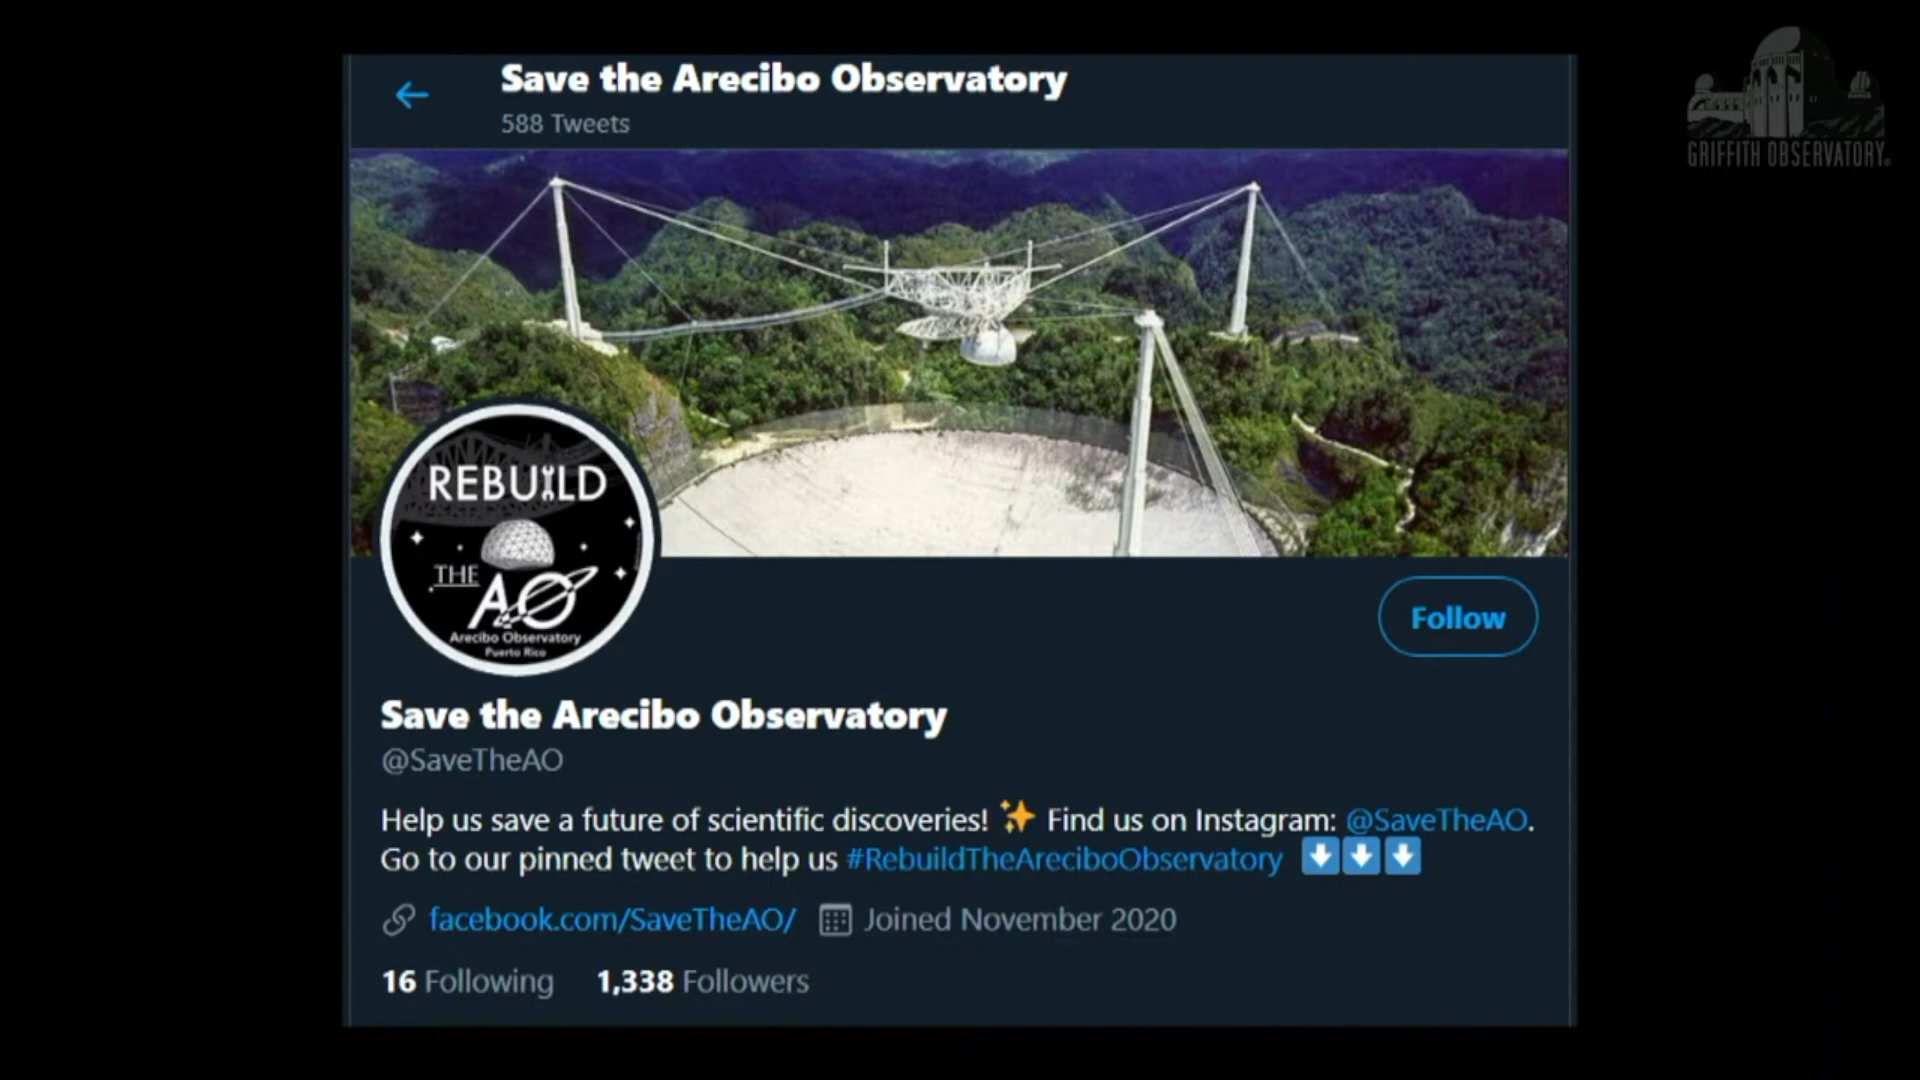 Save the Arecibo Observatory
588 Tweets
GRIFFITH OBSERVATORY®
REBUILD
THE
AO
Arecibo Observatory
Puerto Rico
Follow
Save the Arecibo Observatory
@SaveTheAO
Help us save a future of scientific discoveries! ✨ Find us on Instagram: @SaveTheAO.
Go to our pinned tweet to help us #RebuildTheAreciboObservatory ⬇️⬇️⬇️
facebook.com/SaveTheAO/ Joined November 2020
16 Following 1,338 Followers